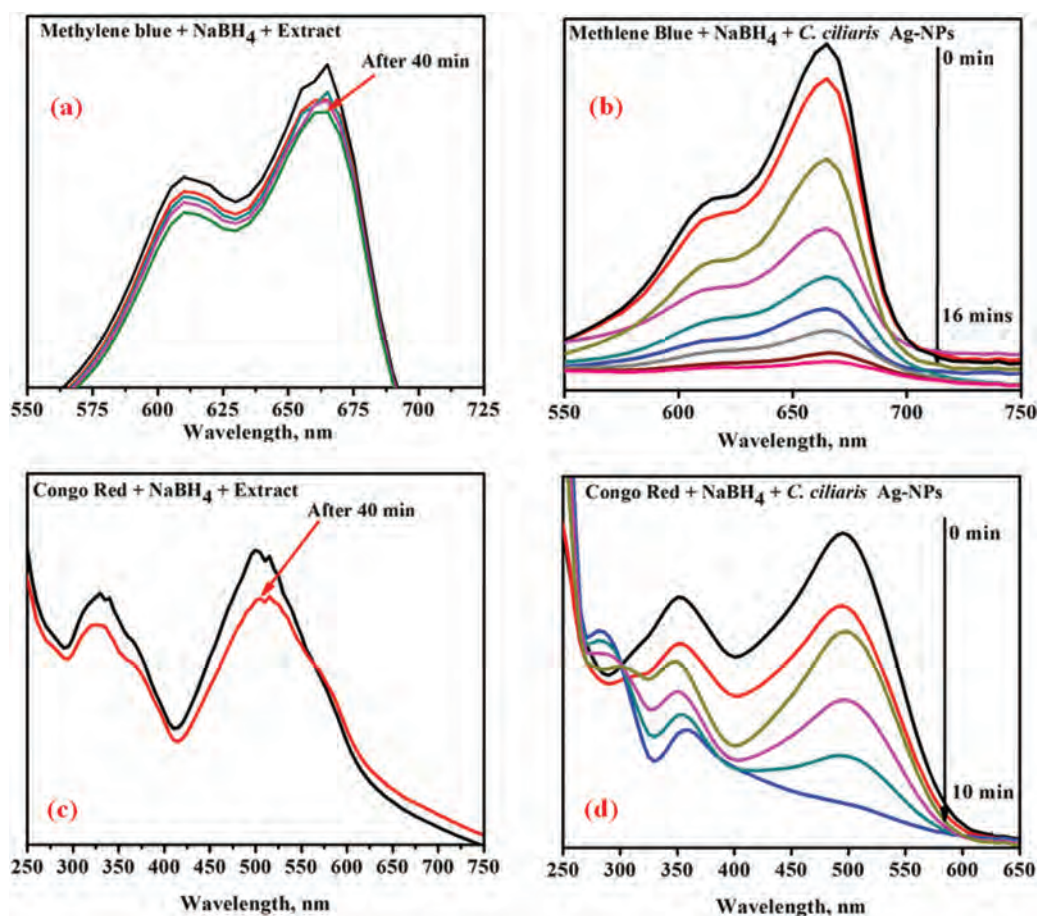 Methylene blue + NaBH4 + Extract
After 40 min
(a)
550 575 600 625 650 675 700 725
Wavelength, nm
Methlene Blue + NaBH4 + C. ciliaris Ag-NPs
0 min
(b)
16 mins
550 600 650 700 750
Wavelength, nm
Congo Red + NaBH4 + Extract
After 40 min
(c)
250 300 350 400 450 500 550 600 650 700 750
Wavelength, nm
Congo Red + NaBH4 + C. ciliaris Ag-NPs
0 min
10 min
(d)
250 300 350 400 450 500 550 600 650
Wavelength, nm